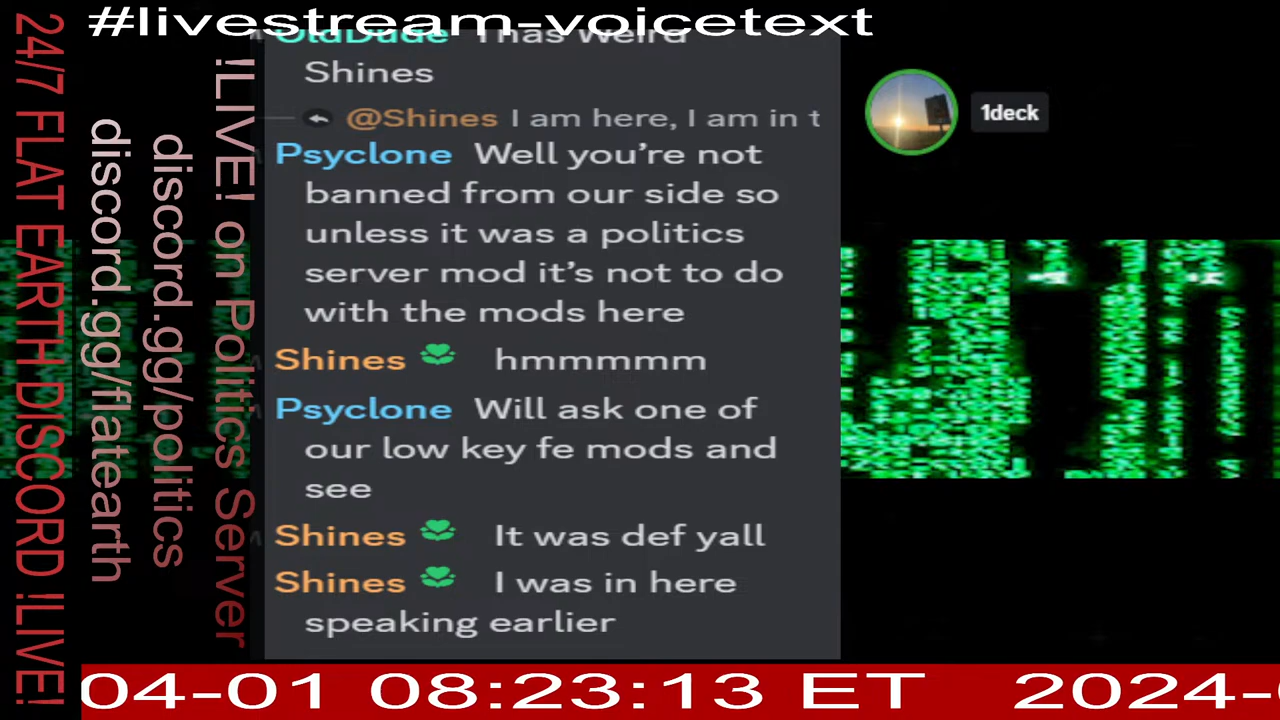 #livestream-voicetext
24/7 FLAT EARTH DISCORD !LIVE!
discord.gg/flatearth
discord.gg/politics
!LIVE! on Politics Server
OldDude Thas Weird
Shines
@Shines I am here, I am in t
Psyclone Well you're not
banned from our side so
unless it was a politics
server mod it's not to do
with the mods here
Shines hmmmmm
Psyclone Will ask one of
our low key fe mods and
see
Shines It was def yall
Shines I was in here
speaking earlier
1deck
04-01 08:23:13 ET 2024-